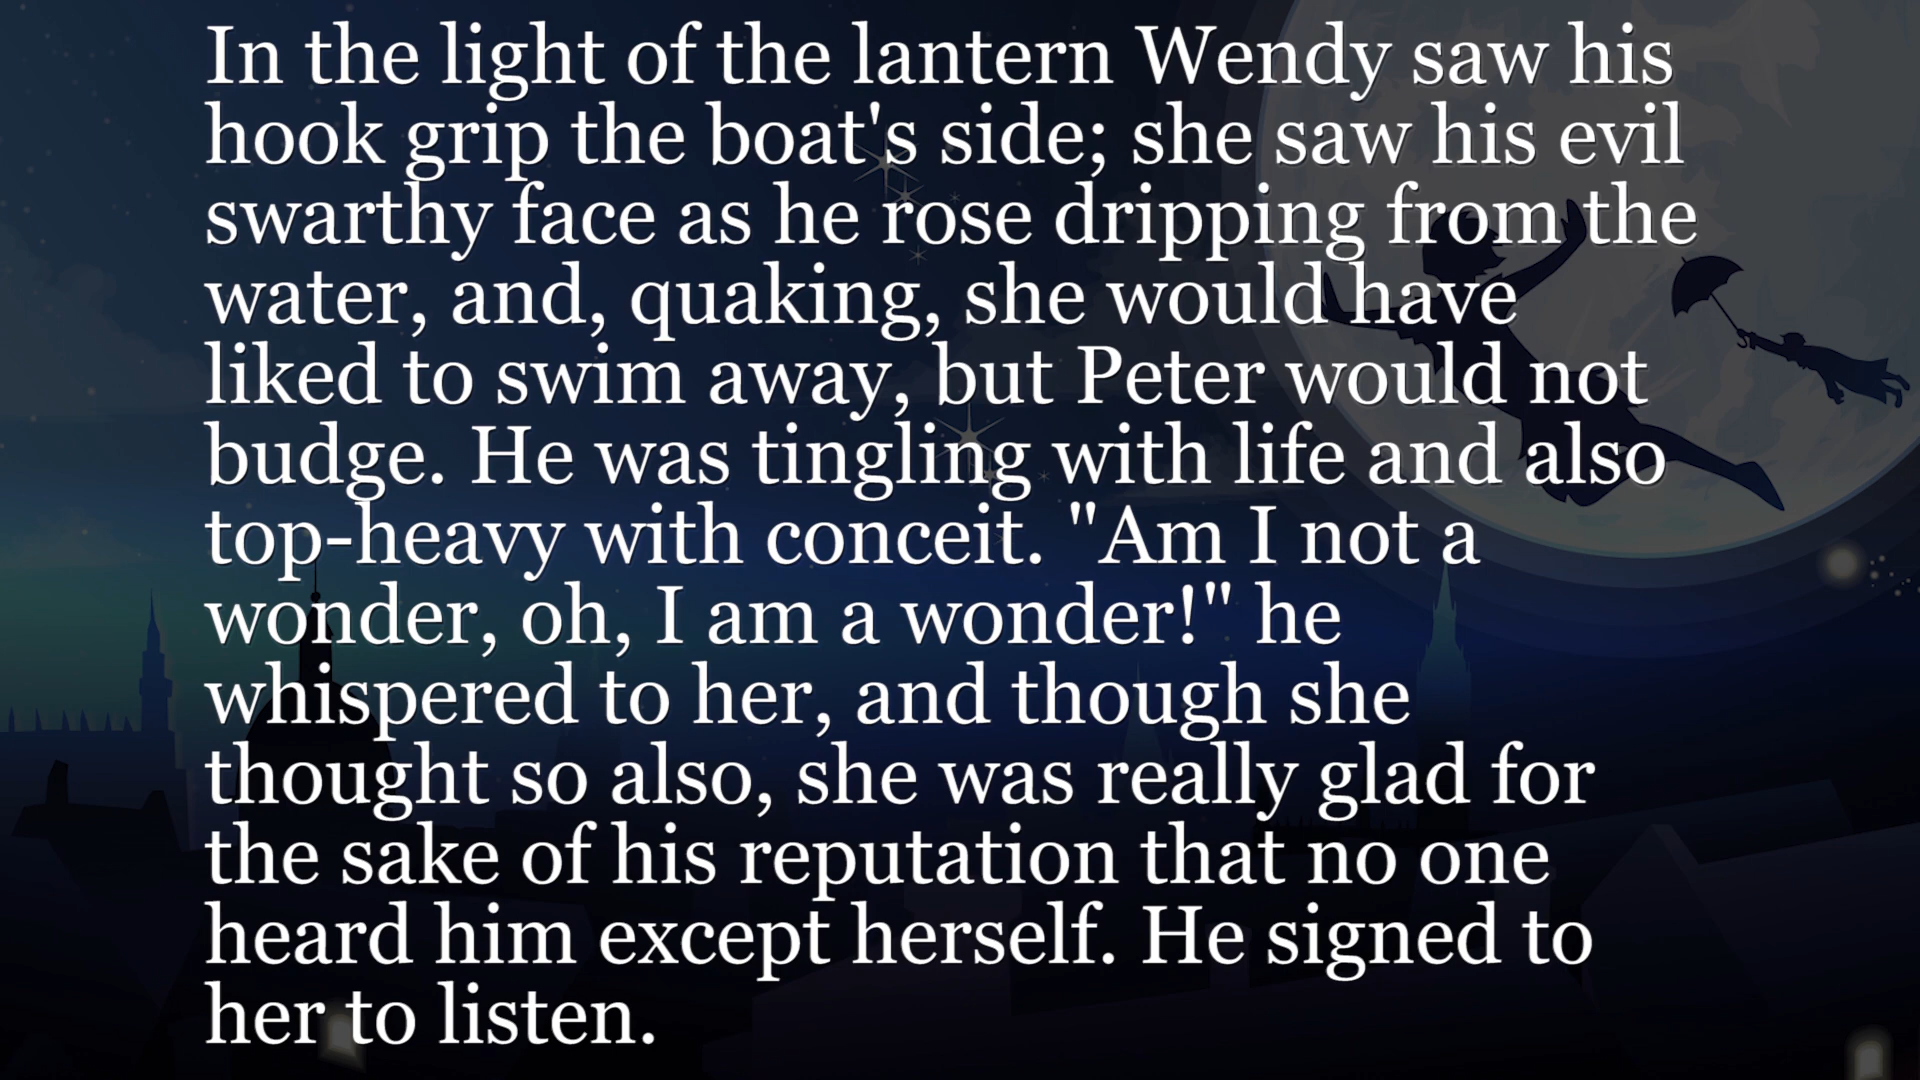 In the light of the lantern Wendy saw his
hook grip the boat's side; she saw his evil
swarthy face as he rose dripping from the
water, and, quaking, she would have
liked to swim away, but Peter would not
budge. He was tingling with life and also
top-heavy with conceit. "Am I not a
wonder, oh, I am a wonder!" he
whispered to her, and though she
thought so also, she was really glad for
the sake of his reputation that no one
heard him except herself. He signed to
her to listen.